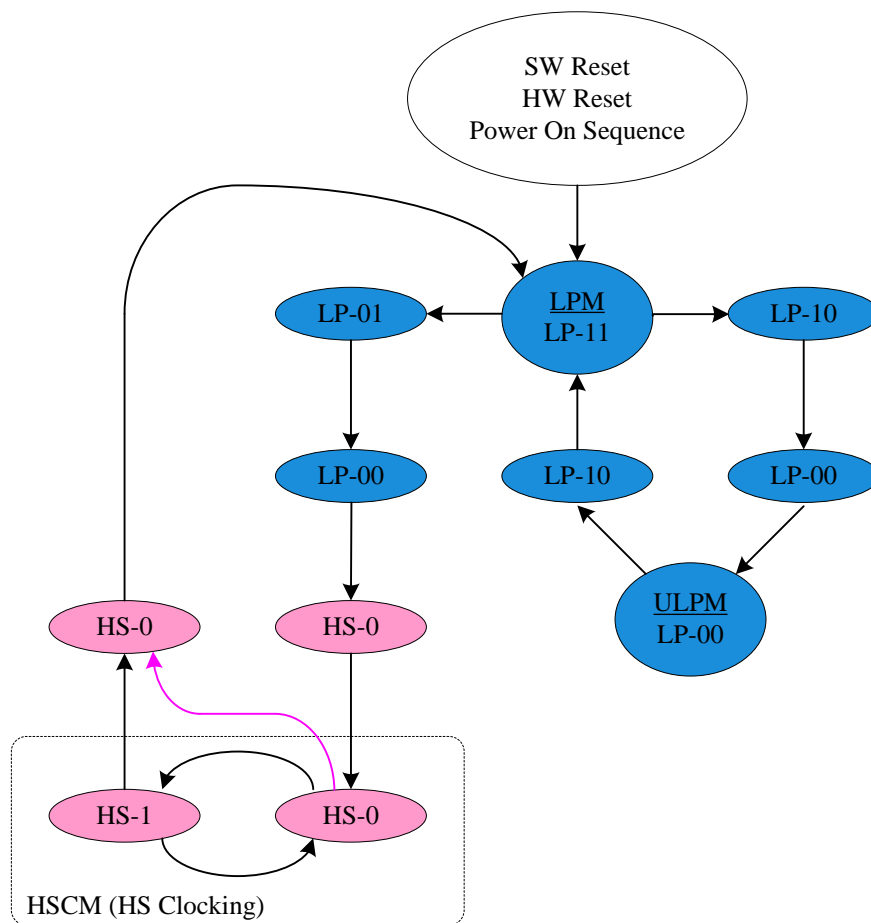 SW Reset
HW Reset
Power On Sequence
LP-01
LPM
LP-11
LP-10
LP-00
LP-10
LP-00
ULPM
LP-00
HS-0
HS-0
HS-1
HS-0
HSCM (HS Clocking)